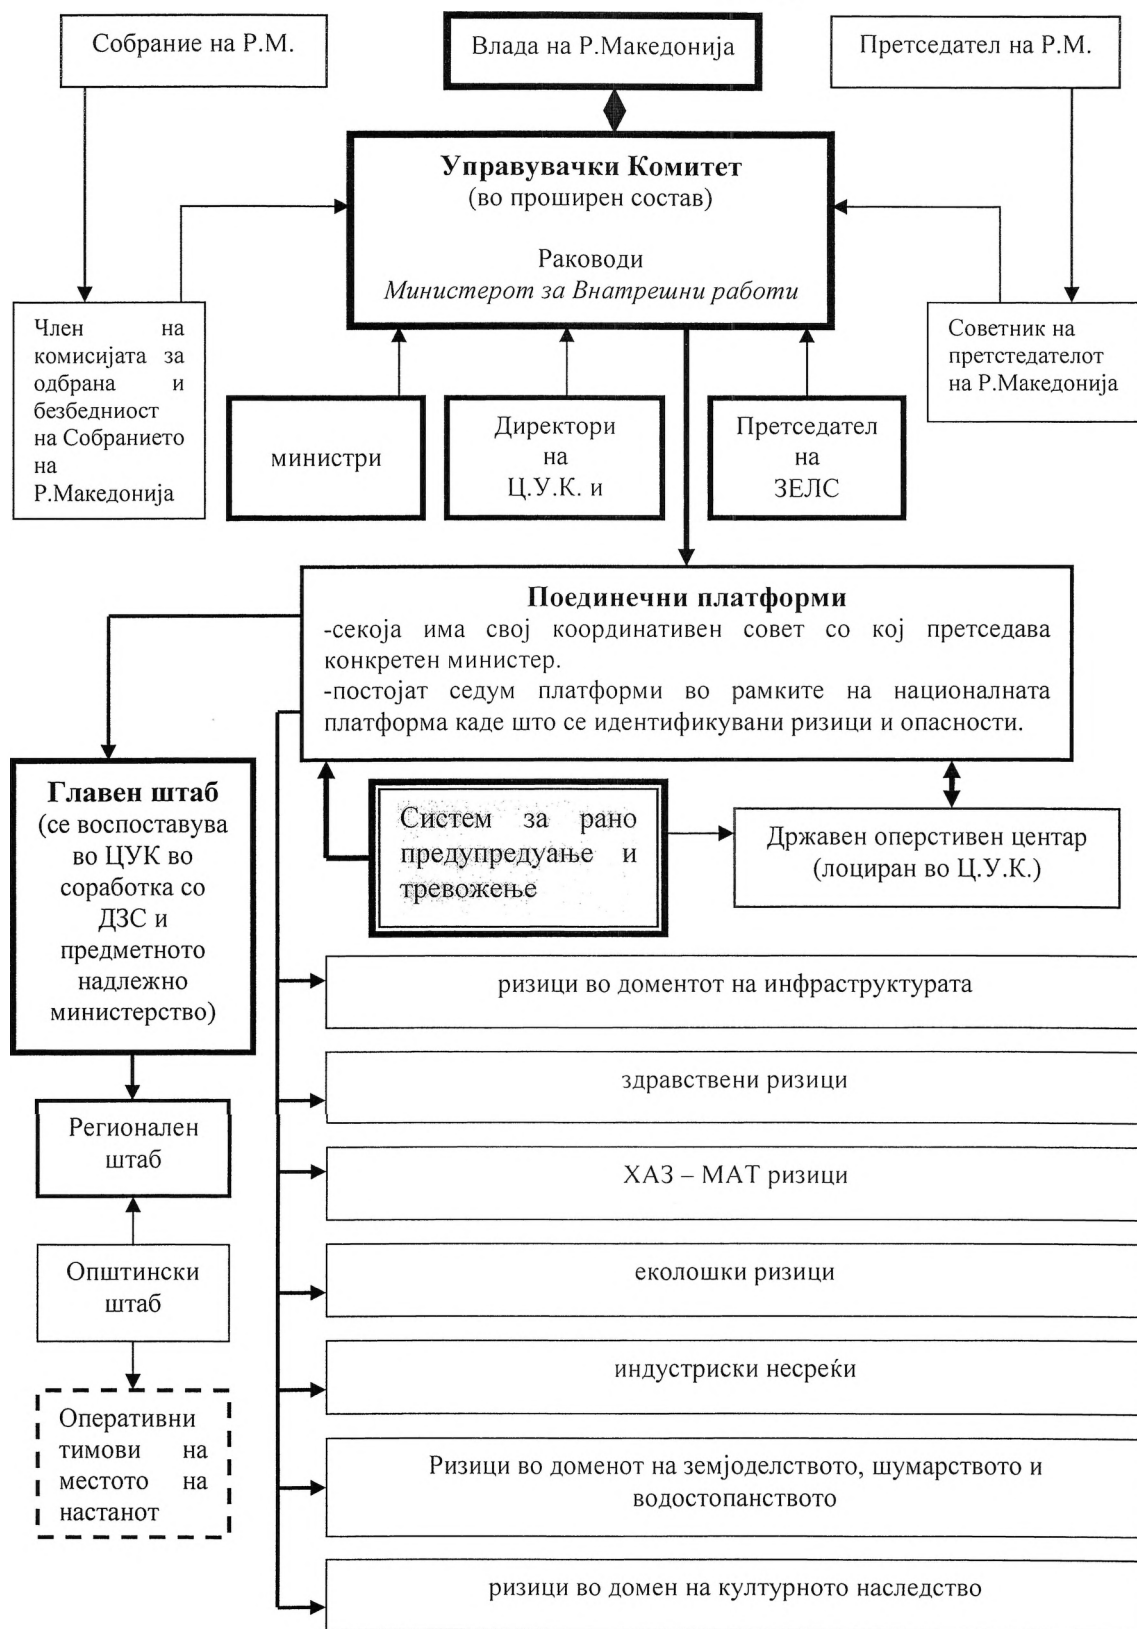 Собрание на Р.М.
Влада на Р.Македонија
Претседател на Р.М.
Управувачки Комитет
(во проширен состав)
Раководи
Министерот за Внатрешни работи
Член на
комисијата за
одбрана и
безбедниост
на Собранието
на
Р.Македонија
министри
Директори
на
Ц.У.К. и
Претседател
на
ЗЕЛС
Советник на
претстедателот
на Р.Македонија
Поединечни платформи
-секоја има свој координативен совет со кој претседава
конкретен министер.
-постојат седум платформи во рамките на националната
платформа каде што се идентификувани ризици и опасности.
Главен штаб
(се воспоставува
во ЦУК во
соработка со
ДЗС и
предметното
надлежно
министерство)
Систем за рано
предупредуање и
тревожење
Државен оперстивен центар
(лоциран во Ц.У.К.)
ризици во доментот на инфраструктурата
здравствени ризици
Регионален
штаб
ХАЗ – МАТ ризици
Општински
штаб
еколошки ризици
индустриски несреќи
Оперативни
тимови на
местото на
настанот
Ризици во доменот на земјоделството, шумарството и
водостопанството
ризици во домен на културното наследство